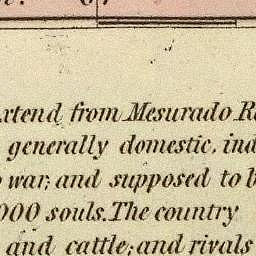 xtend from Mesurado R
generally domestic, ind
war; and supposed to b
000 souls. The country
and cattle; and rivals